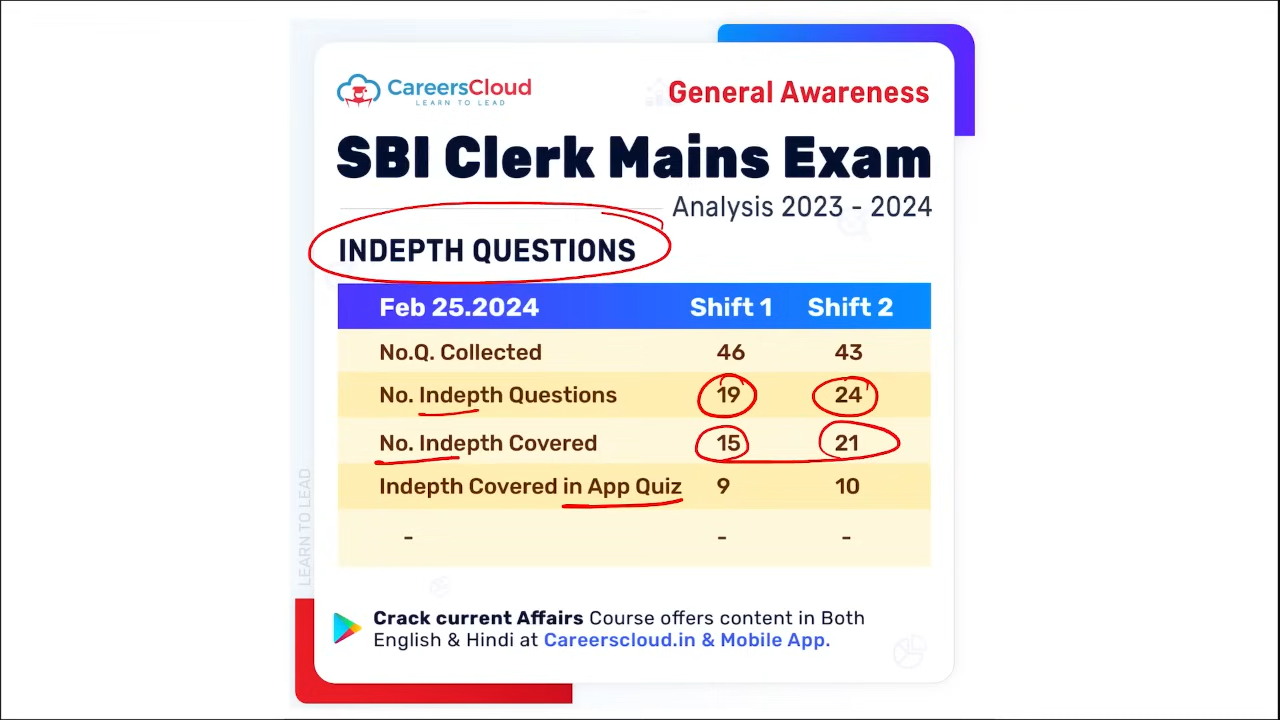 CareersCloud
LEARN TO LEAD
General Awareness
SBI Clerk Mains Exam
Analysis 2023 - 2024
INDEPTH QUESTIONS
Feb 25.2024 Shift 1 Shift 2
No.Q. Collected 46 43
No. Indepth Questions 19 24
No. Indepth Covered 15 21
Indepth Covered in App Quiz 9 10
- - -
LEARN TO LEAD
Crack current Affairs Course offers content in Both
English & Hindi at Careerscloud.in & Mobile App.